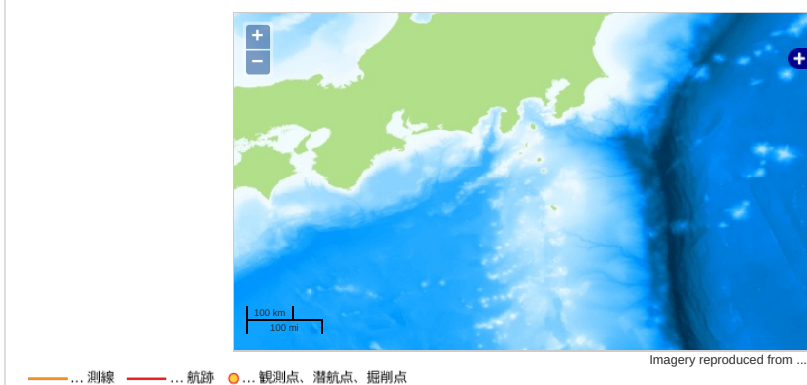 +
−
+
100 km
100 mi
Imagery reproduced from ...
... 測線 ... 航跡 ... 観測点、潜航点、掘削点